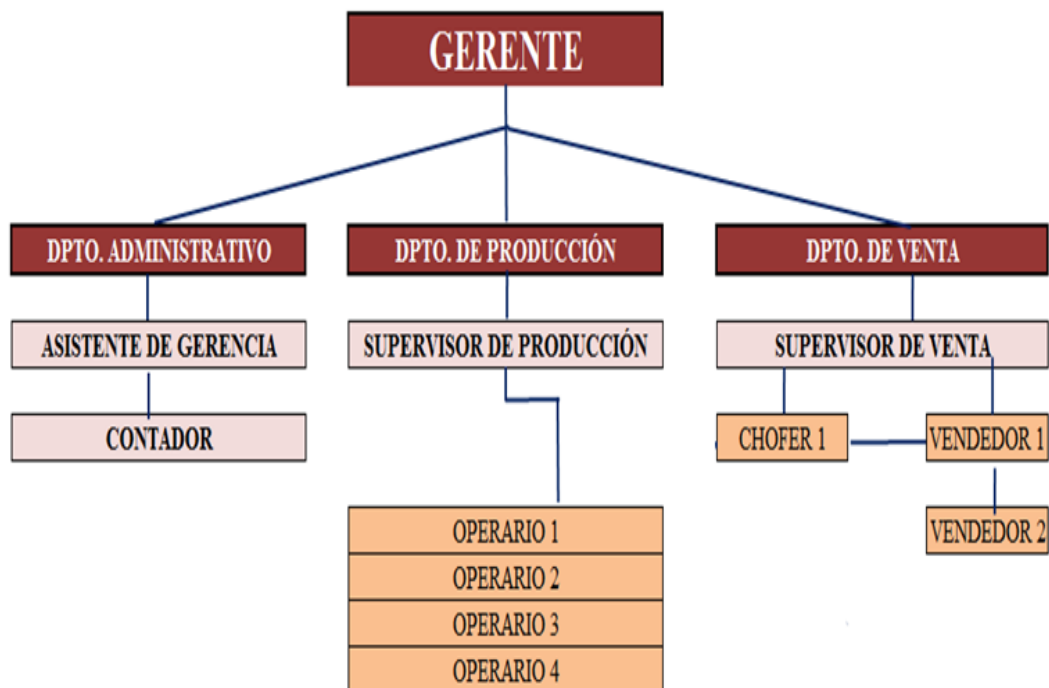 GERENTE
DPTO. ADMINISTRATIVO
DPTO. DE PRODUCCIÓN
DPTO. DE VENTA
ASISTENTE DE GERENCIA
SUPERVISOR DE PRODUCCIÓN
SUPERVISOR DE VENTA
CONTADOR
CHOFER 1
VENDEDOR 1
OPERARIO 1
VENDEDOR 2
OPERARIO 2
OPERARIO 3
OPERARIO 4